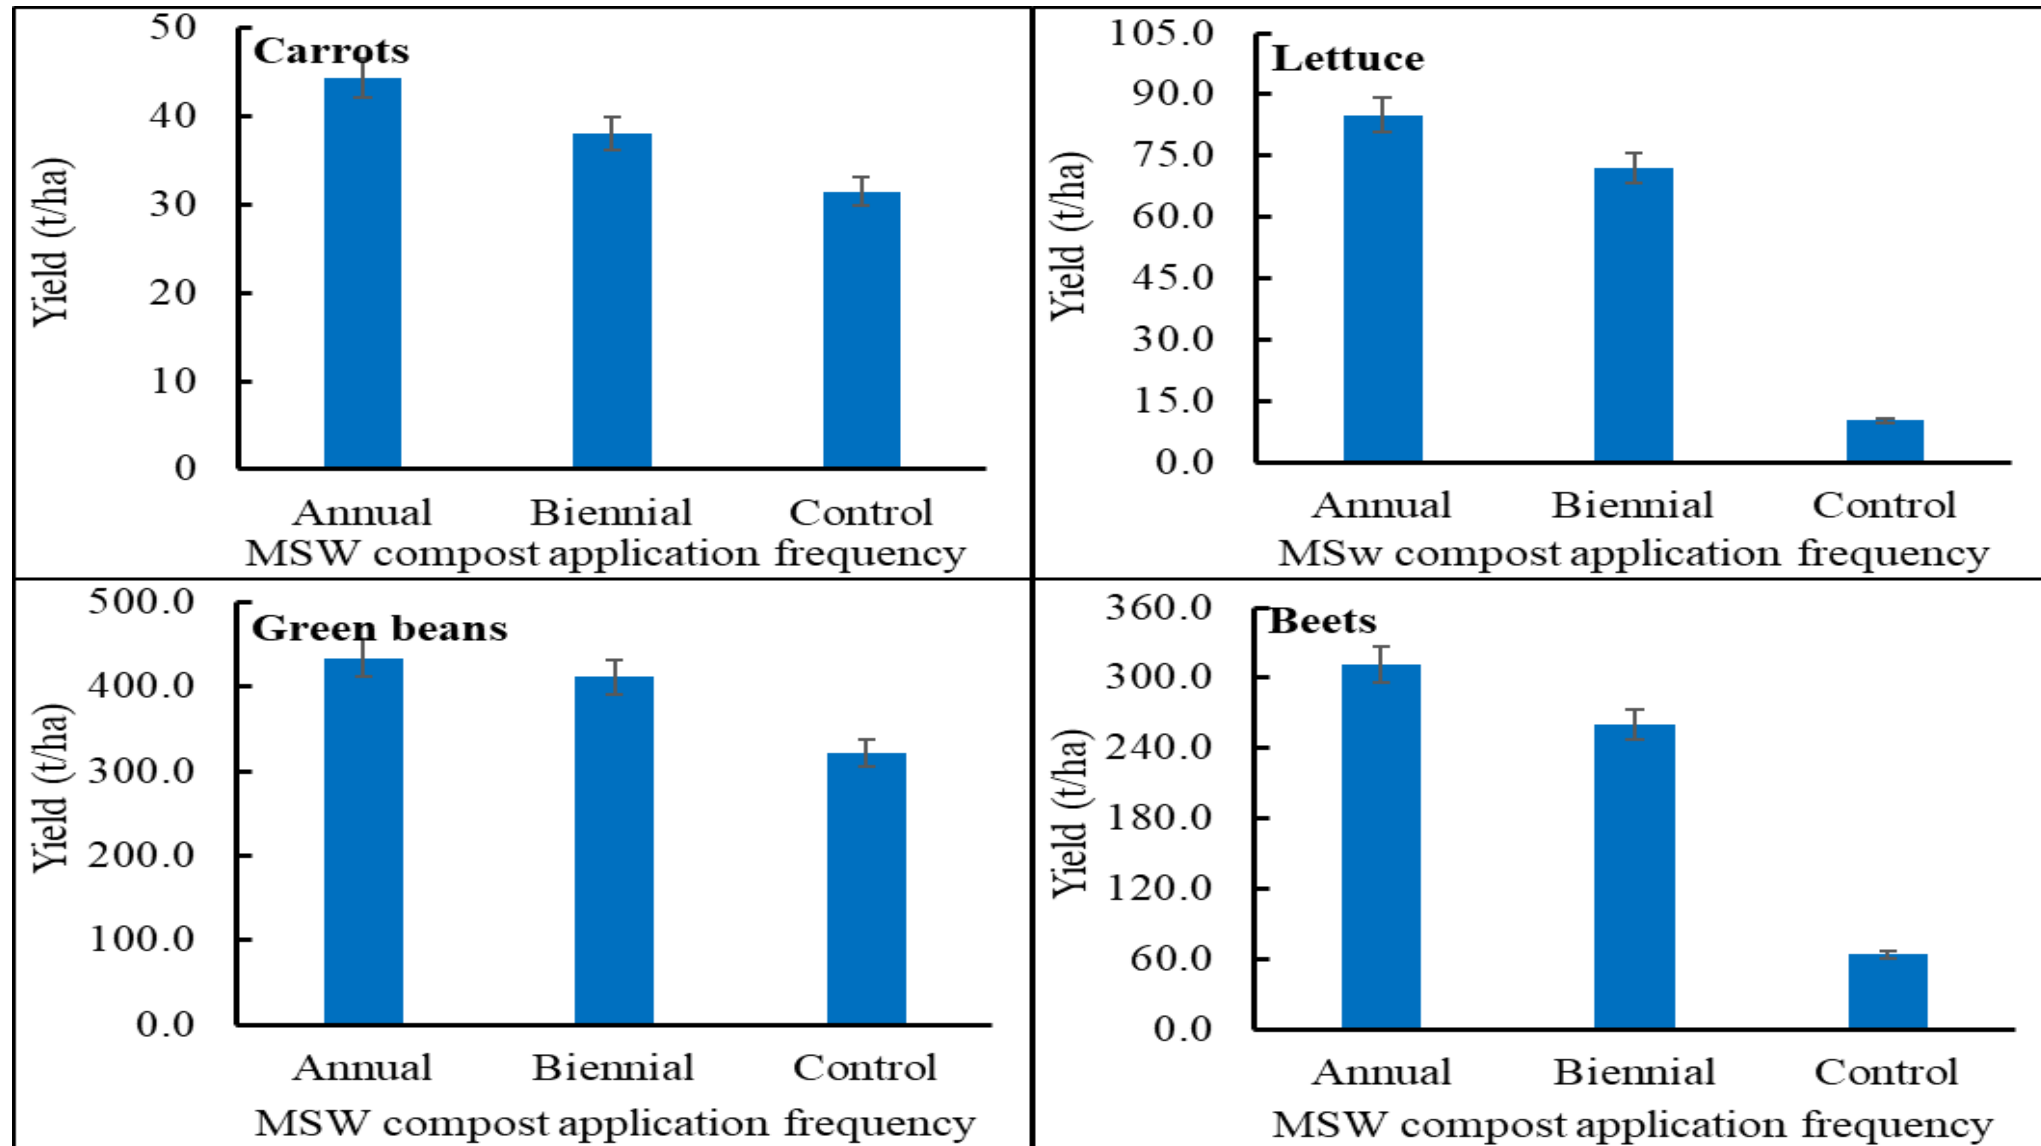 Carrots
Yield (t/ha)
50
40
30
20
10
0
Annual Biennial Control
MSW compost application frequency
Lettuce
Yield (t/ha)
105.0
90.0
75.0
60.0
45.0
30.0
15.0
0.0
Annual Biennial Control
MSw compost application frequency
Green beans
Yield (t/ha)
500.0
400.0
300.0
200.0
100.0
0.0
Annual Biennial Control
MSW compost application frequency
Beets
Yield (t/ha)
360.0
300.0
240.0
180.0
120.0
60.0
0.0
Annual Biennial Control
MSW compost application frequency